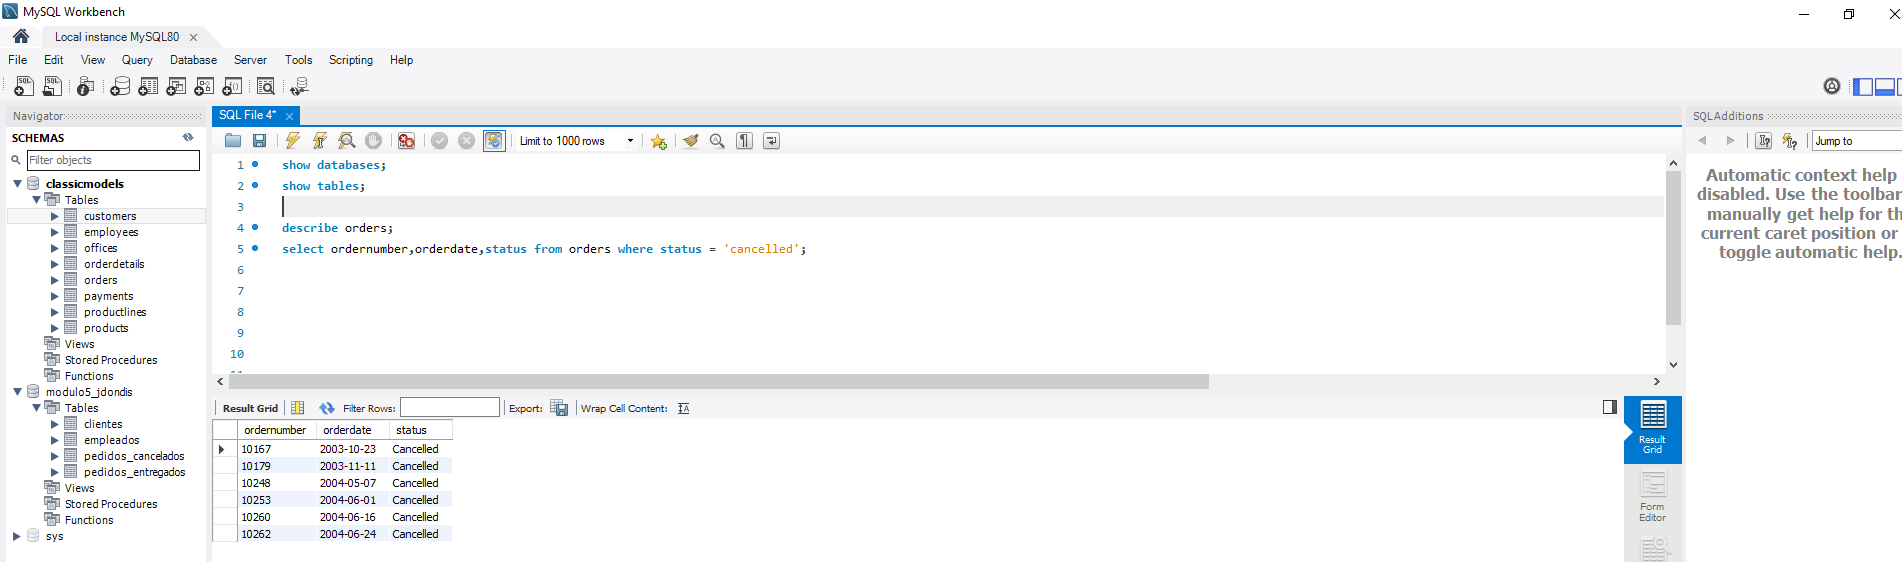 MySQL Workbench
Local instance MySQL80
File Edit View Query Database Server Tools Scripting Help
Navigator
SCHEMAS
Filter objects
classicmodels
Tables
customers
employees
offices
orderdetails
orders
payments
productlines
products
Views
Stored Procedures
Functions
modulo5_jdondis
Tables
clientes
empleados
pedidos_cancelados
pedidos_entregados
Views
Stored Procedures
Functions
sys
SQL File 4*
Limit to 1000 rows
1 show databases;
2 show tables;
3
4 describe orders;
5 select ordernumber,orderdate,status from orders where status = 'cancelled';
6
7
8
9
10
Result Grid Filter Rows: Export: Wrap Cell Content:
ordernumber orderdate status
10167 2003-10-23 Cancelled
10179 2003-11-11 Cancelled
10248 2004-05-07 Cancelled
10253 2004-06-01 Cancelled
10260 2004-06-16 Cancelled
10262 2004-06-24 Cancelled
Result
Grid
Form
Editor
SQLAdditions
Jump to
Automatic context help
disabled. Use the toolbar
manually get help for th
current caret position or
toggle automatic help.